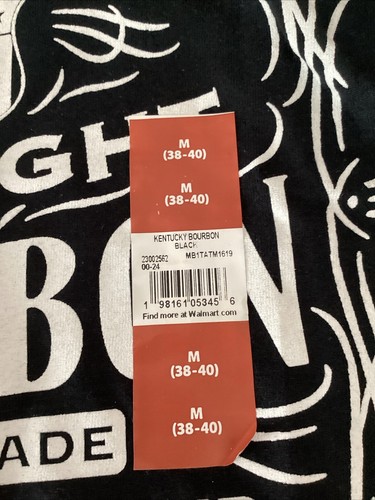 GHT
BON
ADE
M
(38-40)
M
(38-40)
KENTUCKY BOURBON
BLACK
23002562 MB1TATM1619
00-24
1 98161 05345 6
Find more at Walmart.com
M
(38-40)
M
(38-40)